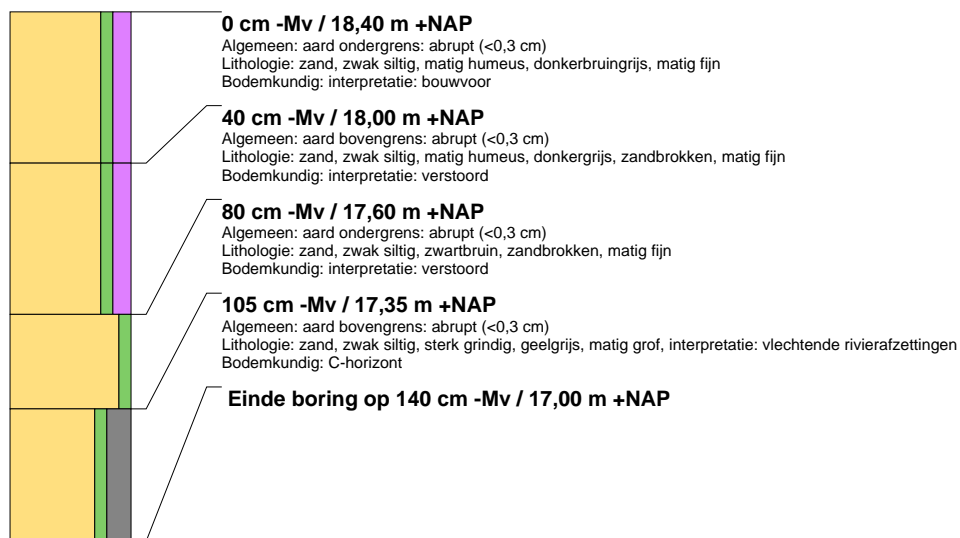 0 cm -Mv / 18,40 m +NAP
Algemeen: aard ondergrens: abrupt (<0,3 cm)
Lithologie: zand, zwak siltig, matig humeus, donkerbruingrijs, matig fijn
Bodemkundig: interpretatie: bouwvoor
40 cm -Mv / 18,00 m +NAP
Algemeen: aard bovengrens: abrupt (<0,3 cm)
Lithologie: zand, zwak siltig, matig humeus, donkergrijs, zandbrokken, matig fijn
Bodemkundig: interpretatie: verstoord
80 cm -Mv / 17,60 m +NAP
Algemeen: aard ondergrens: abrupt (<0,3 cm)
Lithologie: zand, zwak siltig, zwartbruin, zandbrokken, matig fijn
Bodemkundig: interpretatie: verstoord
105 cm -Mv / 17,35 m +NAP
Algemeen: aard bovengrens: abrupt (<0,3 cm)
Lithologie: zand, zwak siltig, sterk grindig, geelgrijs, matig grof, interpretatie: vlechtende rivierafzettingen
Bodemkundig: C-horizont
Einde boring op 140 cm -Mv / 17,00 m +NAP